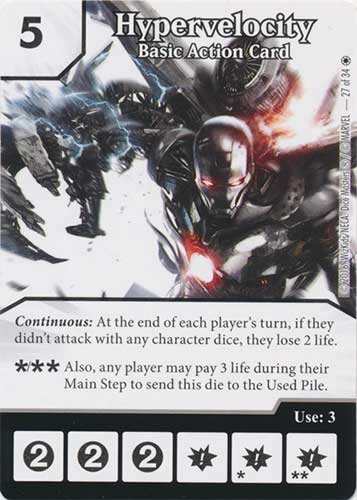 5
Hypervelocity
Basic Action Card
27 of 34
Continuous: At the end of each player's turn, if they
didn't attack with any character dice, they lose 2 life.
*/** Also, any player may pay 3 life during their
Main Step to send this die to the Used Pile.
Use: 3
2 2 2 ! ! !
* **